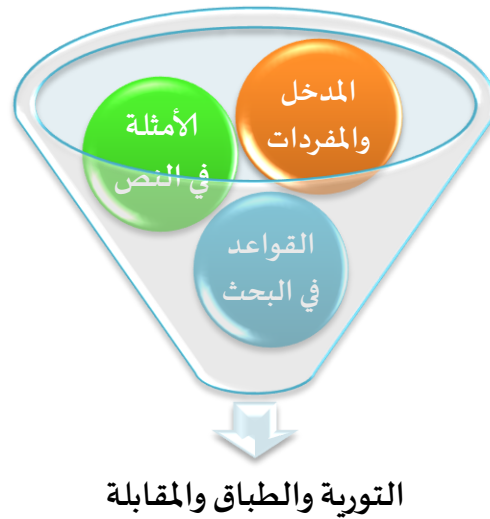 المدخل
والمفردات
الأمثلة
في النص
القواعد
في البحث
التورية والطباق والمقابلة